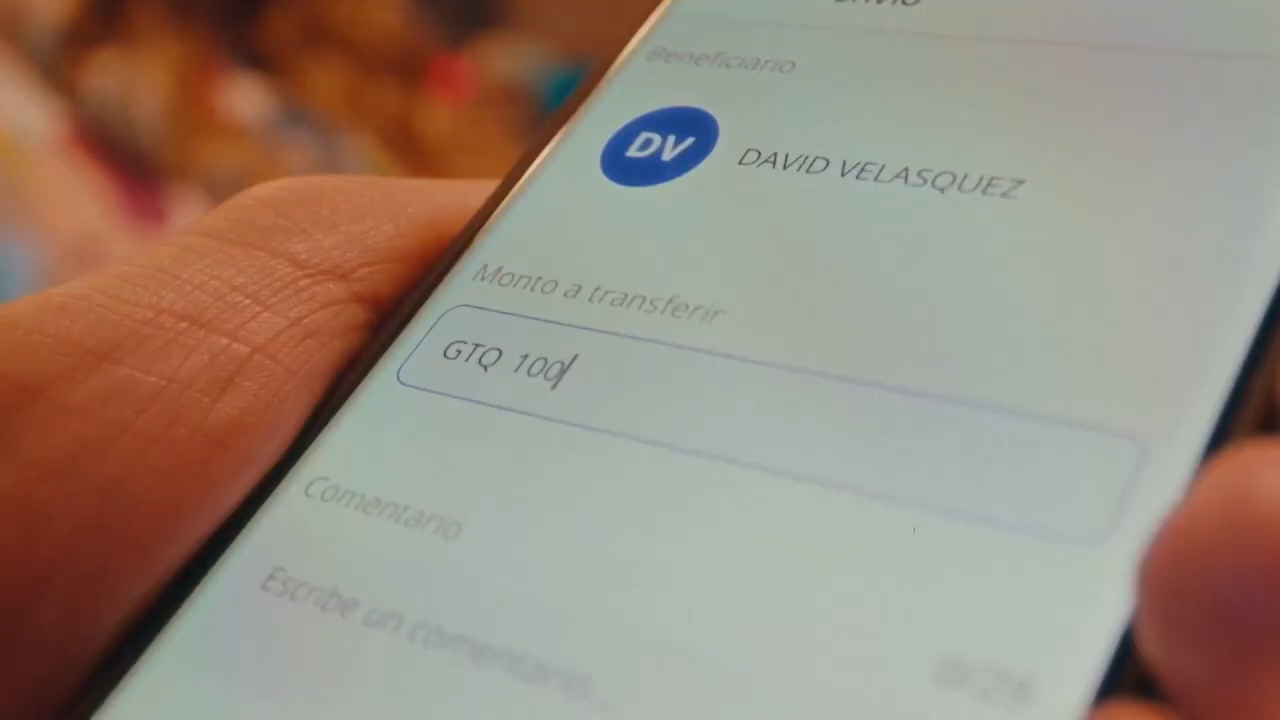 Beneficiario
DV
DAVID VELASQUEZ
Monto a transferir
GTQ 100
Comentario
Escribe un comentario...